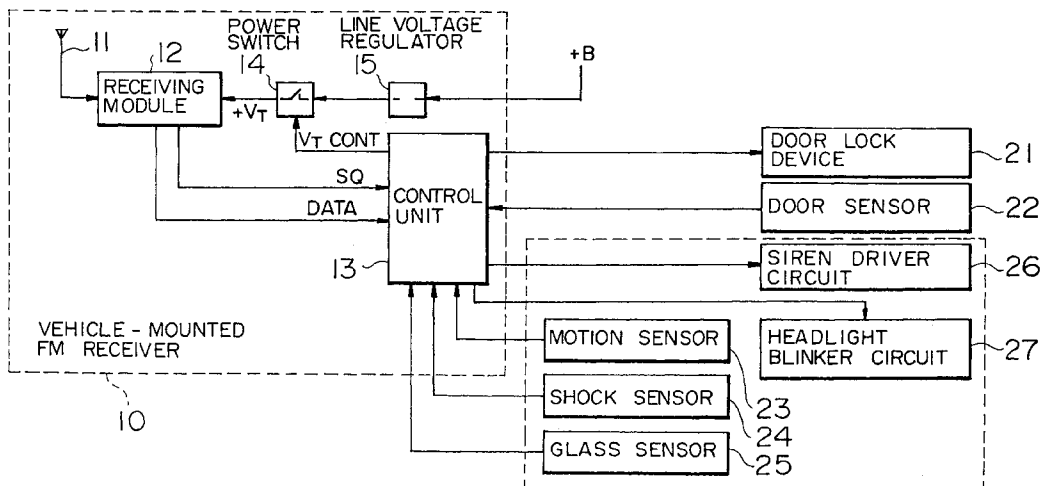 11
12
RECEIVING
MODULE
POWER
SWITCH
14
LINE VOLTAGE
REGULATOR
15
+B
+VT
VT CONT
SQ
DATA
CONTROL
UNIT
13
DOOR LOCK
DEVICE
21
DOOR SENSOR
22
SIREN DRIVER
CIRCUIT
26
HEADLIGHT
BLINKER CIRCUIT
27
MOTION SENSOR
23
SHOCK SENSOR
24
GLASS SENSOR
25
VEHICLE-MOUNTED
FM RECEIVER
10